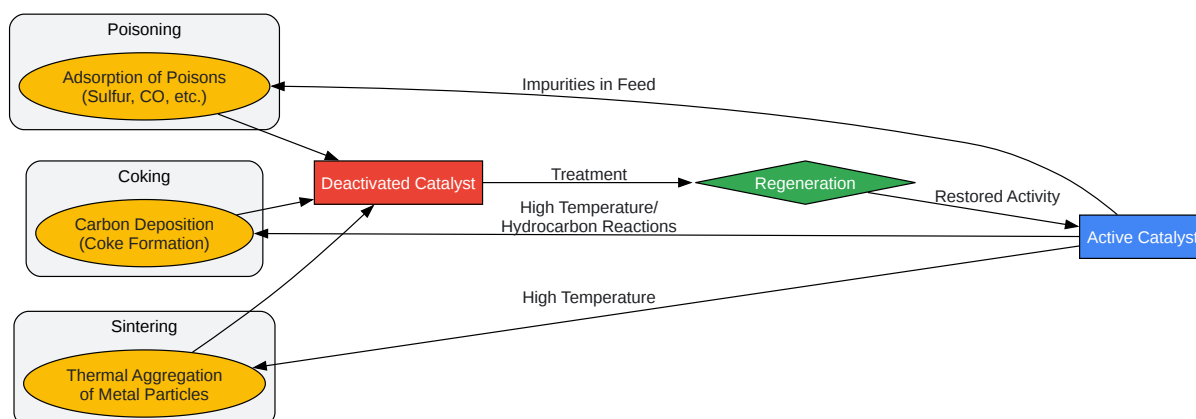 Poisoning
Adsorption of Poisons
(Sulfur, CO, etc.)
Impurities in Feed
Coking
Carbon Deposition
(Coke Formation)
Deactivated Catalyst
Treatment
Regeneration
Restored Activity
High Temperature/
Hydrocarbon Reactions
Active Catalyst
High Temperature
Sintering
Thermal Aggregation
of Metal Particles